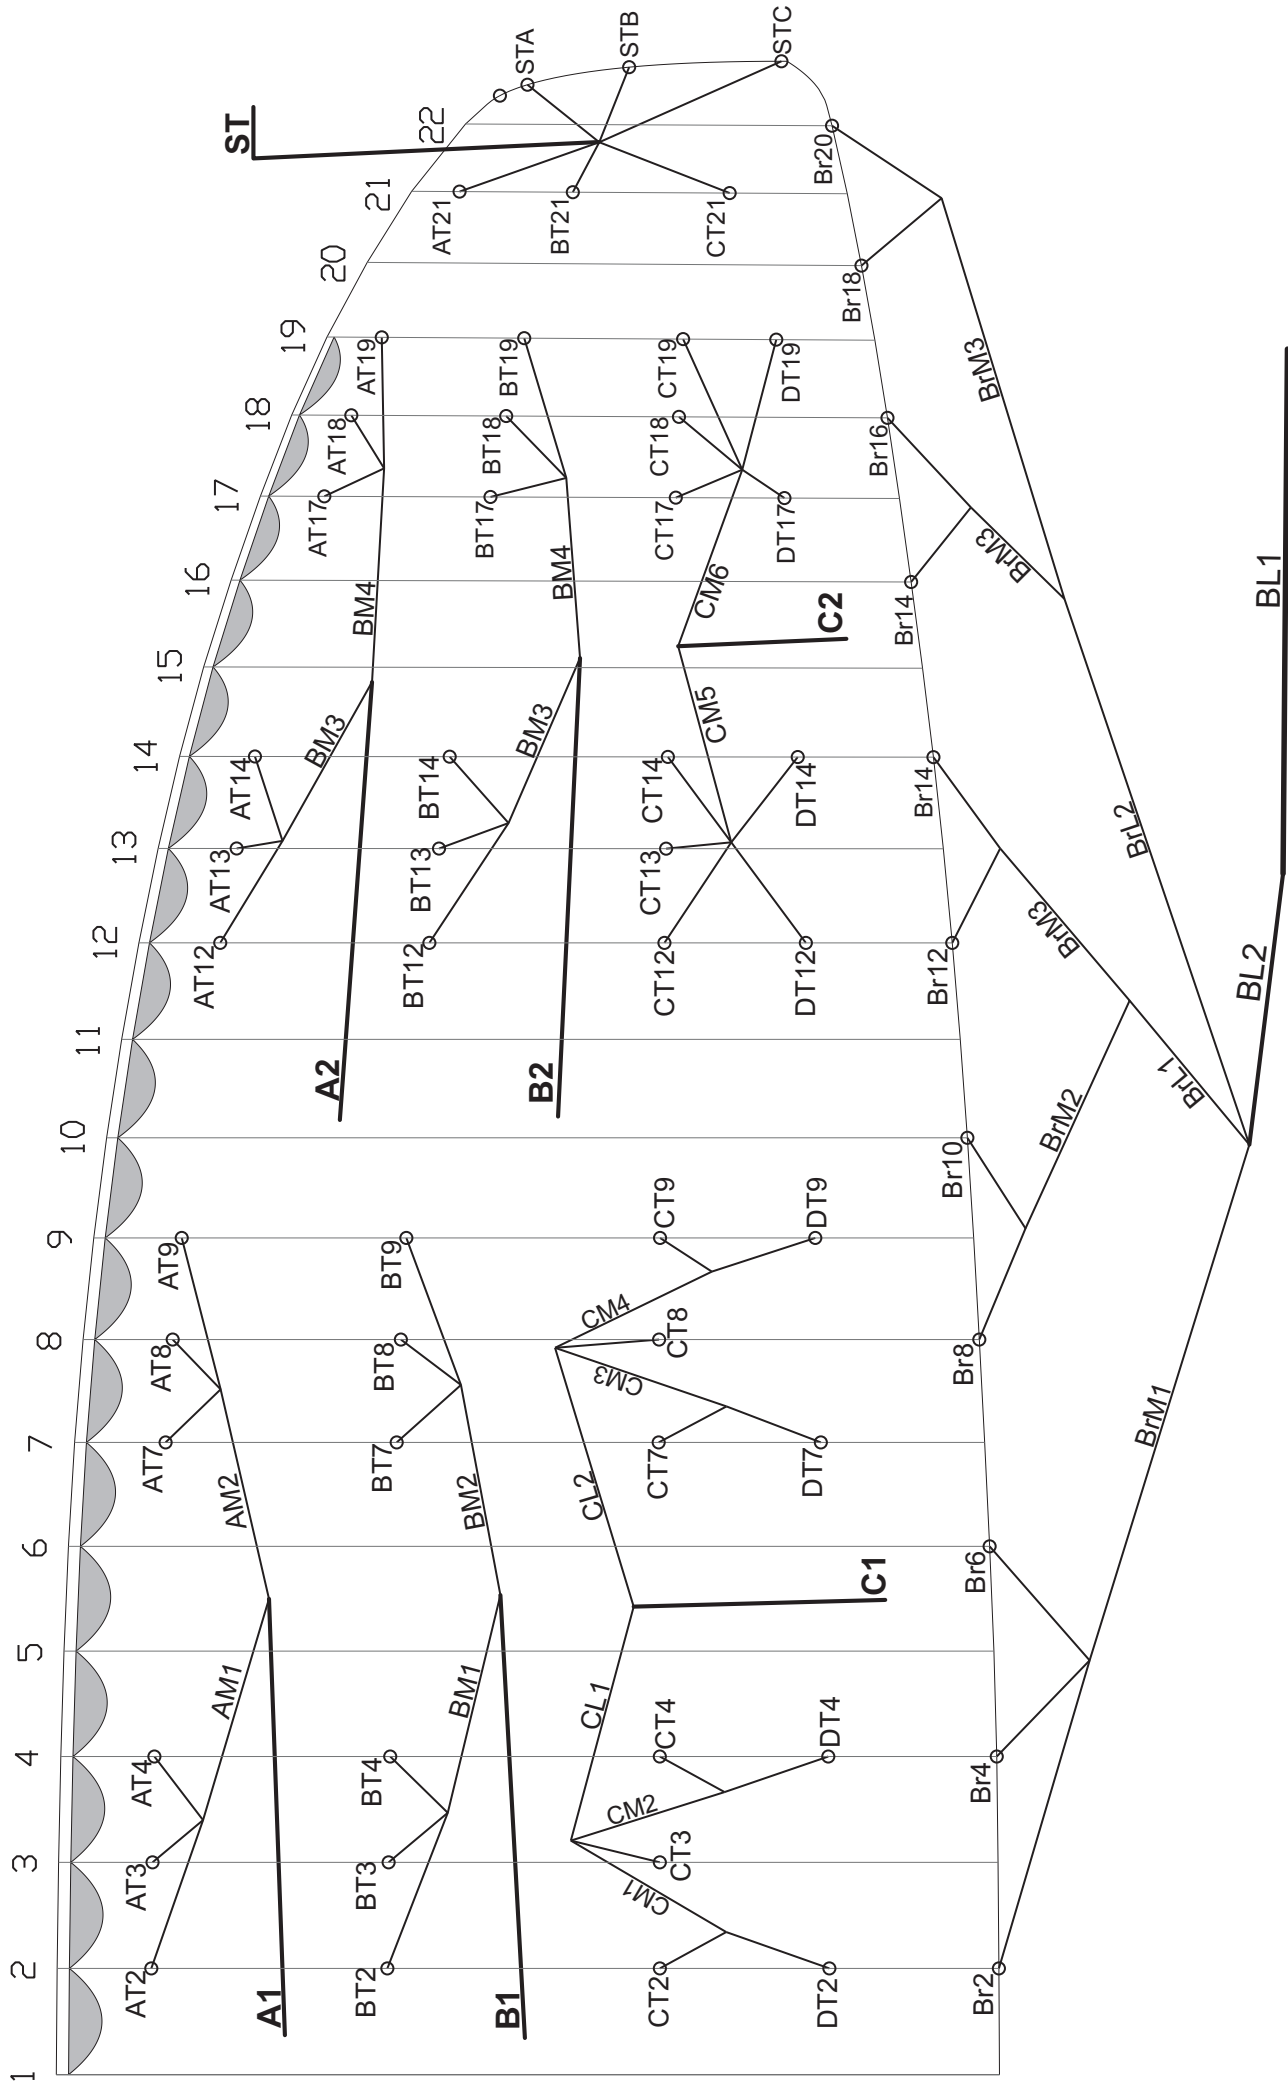 1
2
3
4
5
6
7
8
9
10
11
12
13
14
15
16
17
18
19
20
21
22
ST
STA
STB
STC
AT21
BT21
CT21
AT2
AT3
AT4
AM1
A1
AM2
AT7
AT8
AT9
AT12
AT13
AT14
BM3
A2
BM4
AT17
AT18
AT19
BT2
BT3
BT4
BM1
B1
BM2
BT7
BT8
BT9
BT12
BT13
BT14
BM3
B2
BM4
BT17
BT18
BT19
CT2
DT2
CM1
CT3
CM2
CT4
DT4
CL1
C1
CL2
CM3
CT7
DT7
CT8
CM4
CT9
DT9
CT12
DT12
CT13
CT14
DT14
CM5
C2
CM6
CT17
DT17
CT18
CT19
DT19
Br2
Br4
Br6
Br8
Br10
Br12
Br14
Br14
Br16
Br18
Br20
BrM1
BrM2
BrM3
BrM3
BrM3
BrL1
BrL2
BL2
BL1